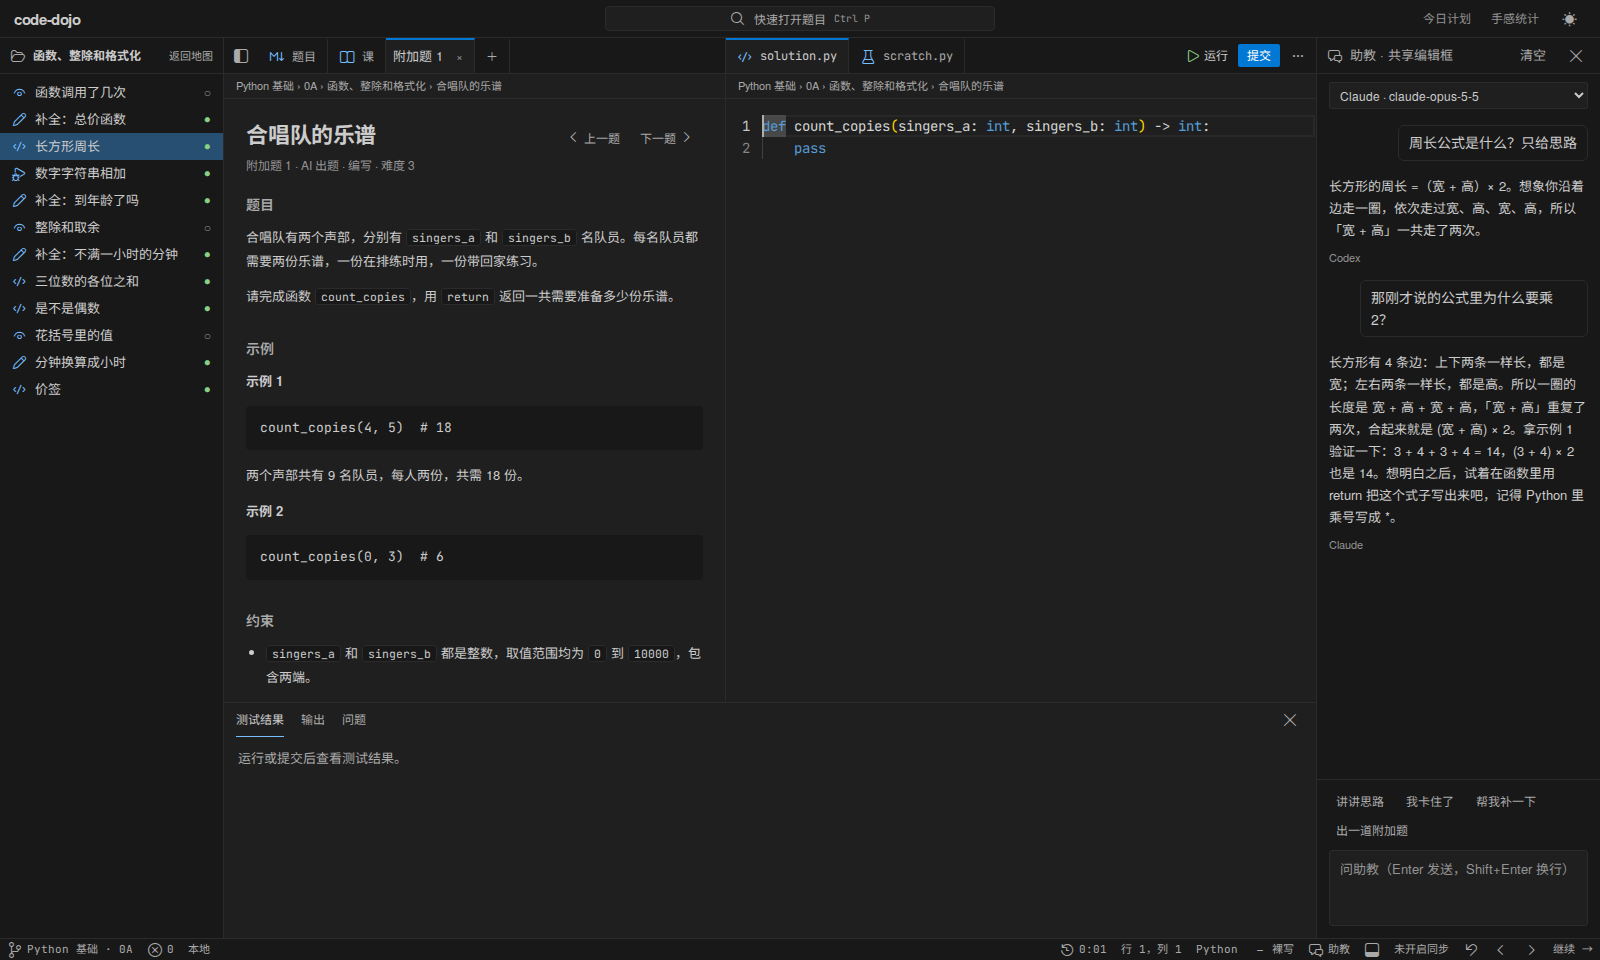 code-dojo
快速打开题目 Ctrl P
今日计划 手感统计
函数、整除和格式化 返回地图
函数调用了几次
补全：总价函数
长方形周长
数字字符串相加
补全：到年龄了吗
整除和取余
补全：不满一小时的分钟
三位数的各位之和
是不是偶数
花括号里的值
分钟换算成小时
价签
题目 课 附加题 1 × +
Python 基础 › 0A › 函数、整除和格式化 › 合唱队的乐谱
合唱队的乐谱
上一题 下一题
附加题 1 · AI 出题 · 编写 · 难度 3
题目
合唱队有两个声部，分别有 singers_a 和 singers_b 名队员。每名队员都
需要两份乐谱，一份在排练时用，一份带回家练习。
请完成函数 count_copies，用 return 返回一共需要准备多少份乐谱。
示例
示例 1
count_copies(4, 5)  # 18
两个声部共有 9 名队员，每人两份，共需 18 份。
示例 2
count_copies(0, 3)  # 6
约束
• singers_a 和 singers_b 都是整数，取值范围均为 0 到 10000，包
含两端。
solution.py scratch.py
运行 提交 ···
Python 基础 › 0A › 函数、整除和格式化 › 合唱队的乐谱
1 def count_copies(singers_a: int, singers_b: int) -> int:
2     pass
测试结果 输出 问题
运行或提交后查看测试结果。
助教 · 共享编辑框 清空
Claude · claude-opus-5-5
周长公式是什么？只给思路
长方形的周长 =（宽 + 高）× 2。想象你沿着
边走一圈，依次走过宽、高、宽、高，所以
「宽 + 高」一共走了两次。
Codex
那刚才说的公式里为什么要乘
2？
长方形有 4 条边：上下两条一样长，都是
宽；左右两条一样长，都是高。所以一圈的
长度是 宽 + 高 + 宽 + 高，「宽 + 高」重复了
两次，合起来就是 (宽 + 高) × 2。拿示例 1
验证一下：3 + 4 + 3 + 4 = 14，(3 + 4) × 2
也是 14。想明白之后，试着在函数里用
return 把这个式子写出来吧，记得 Python 里
乘号写成 *。
Claude
讲讲思路 我卡住了 帮我补一下
出一道附加题
问助教（Enter 发送，Shift+Enter 换行）
Python 基础 · 0A 0 本地
0:01 行 1，列 1 Python 裸写 助教 未开启同步 继续 →